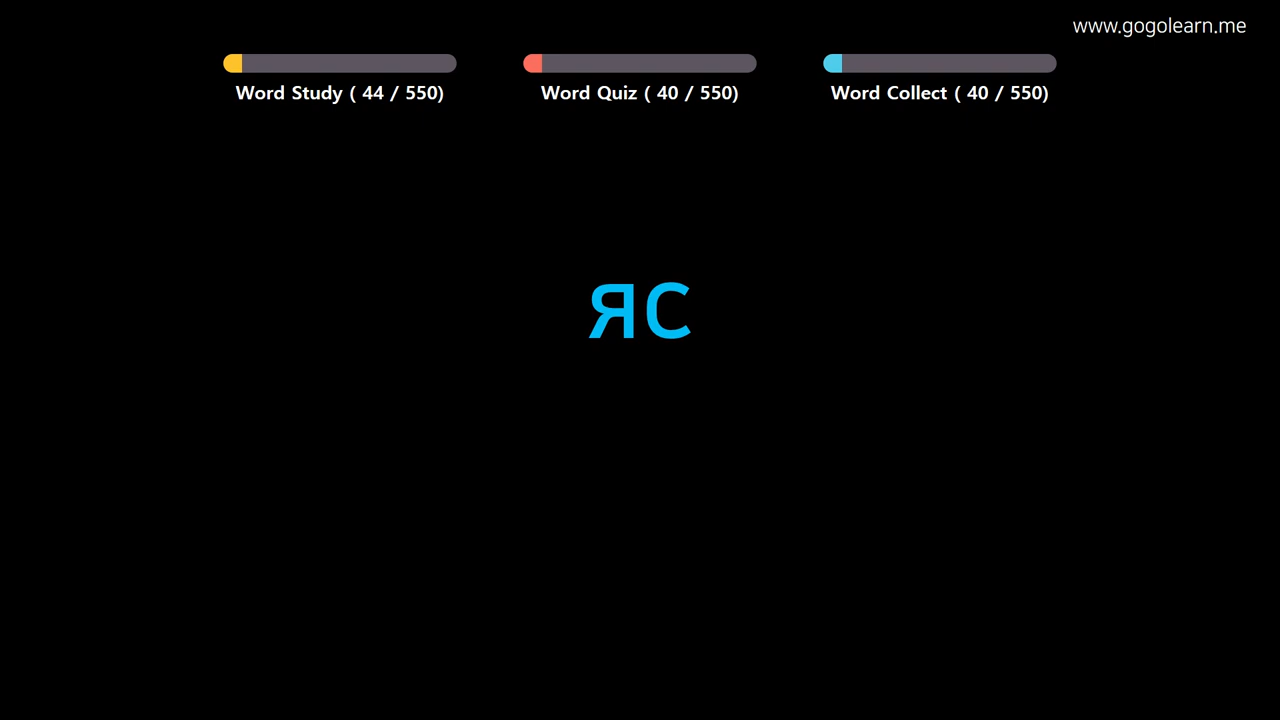 www.gogolearn.me
Word Study ( 44 / 550)
Word Quiz ( 40 / 550)
Word Collect ( 40 / 550)
ЯС